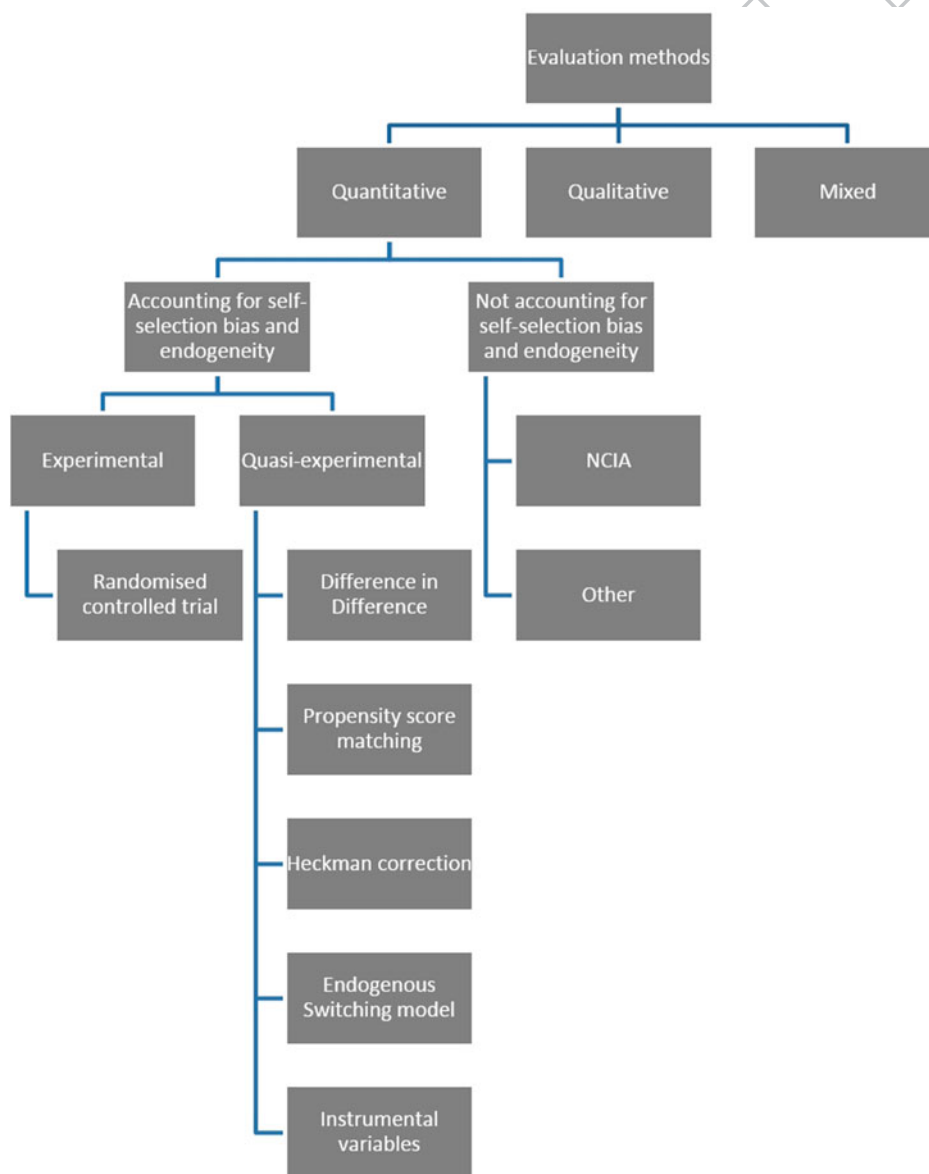 Evaluation methods
Quantitative
Qualitative
Mixed
Accounting for self-
selection bias and
endogeneity
Not accounting for
self-selection bias
and endogeneity
Experimental
Quasi-experimental
NCIA
Randomised
controlled trial
Difference in
Difference
Other
Propensity score
matching
Heckman correction
Endogenous
Switching model
Instrumental
variables